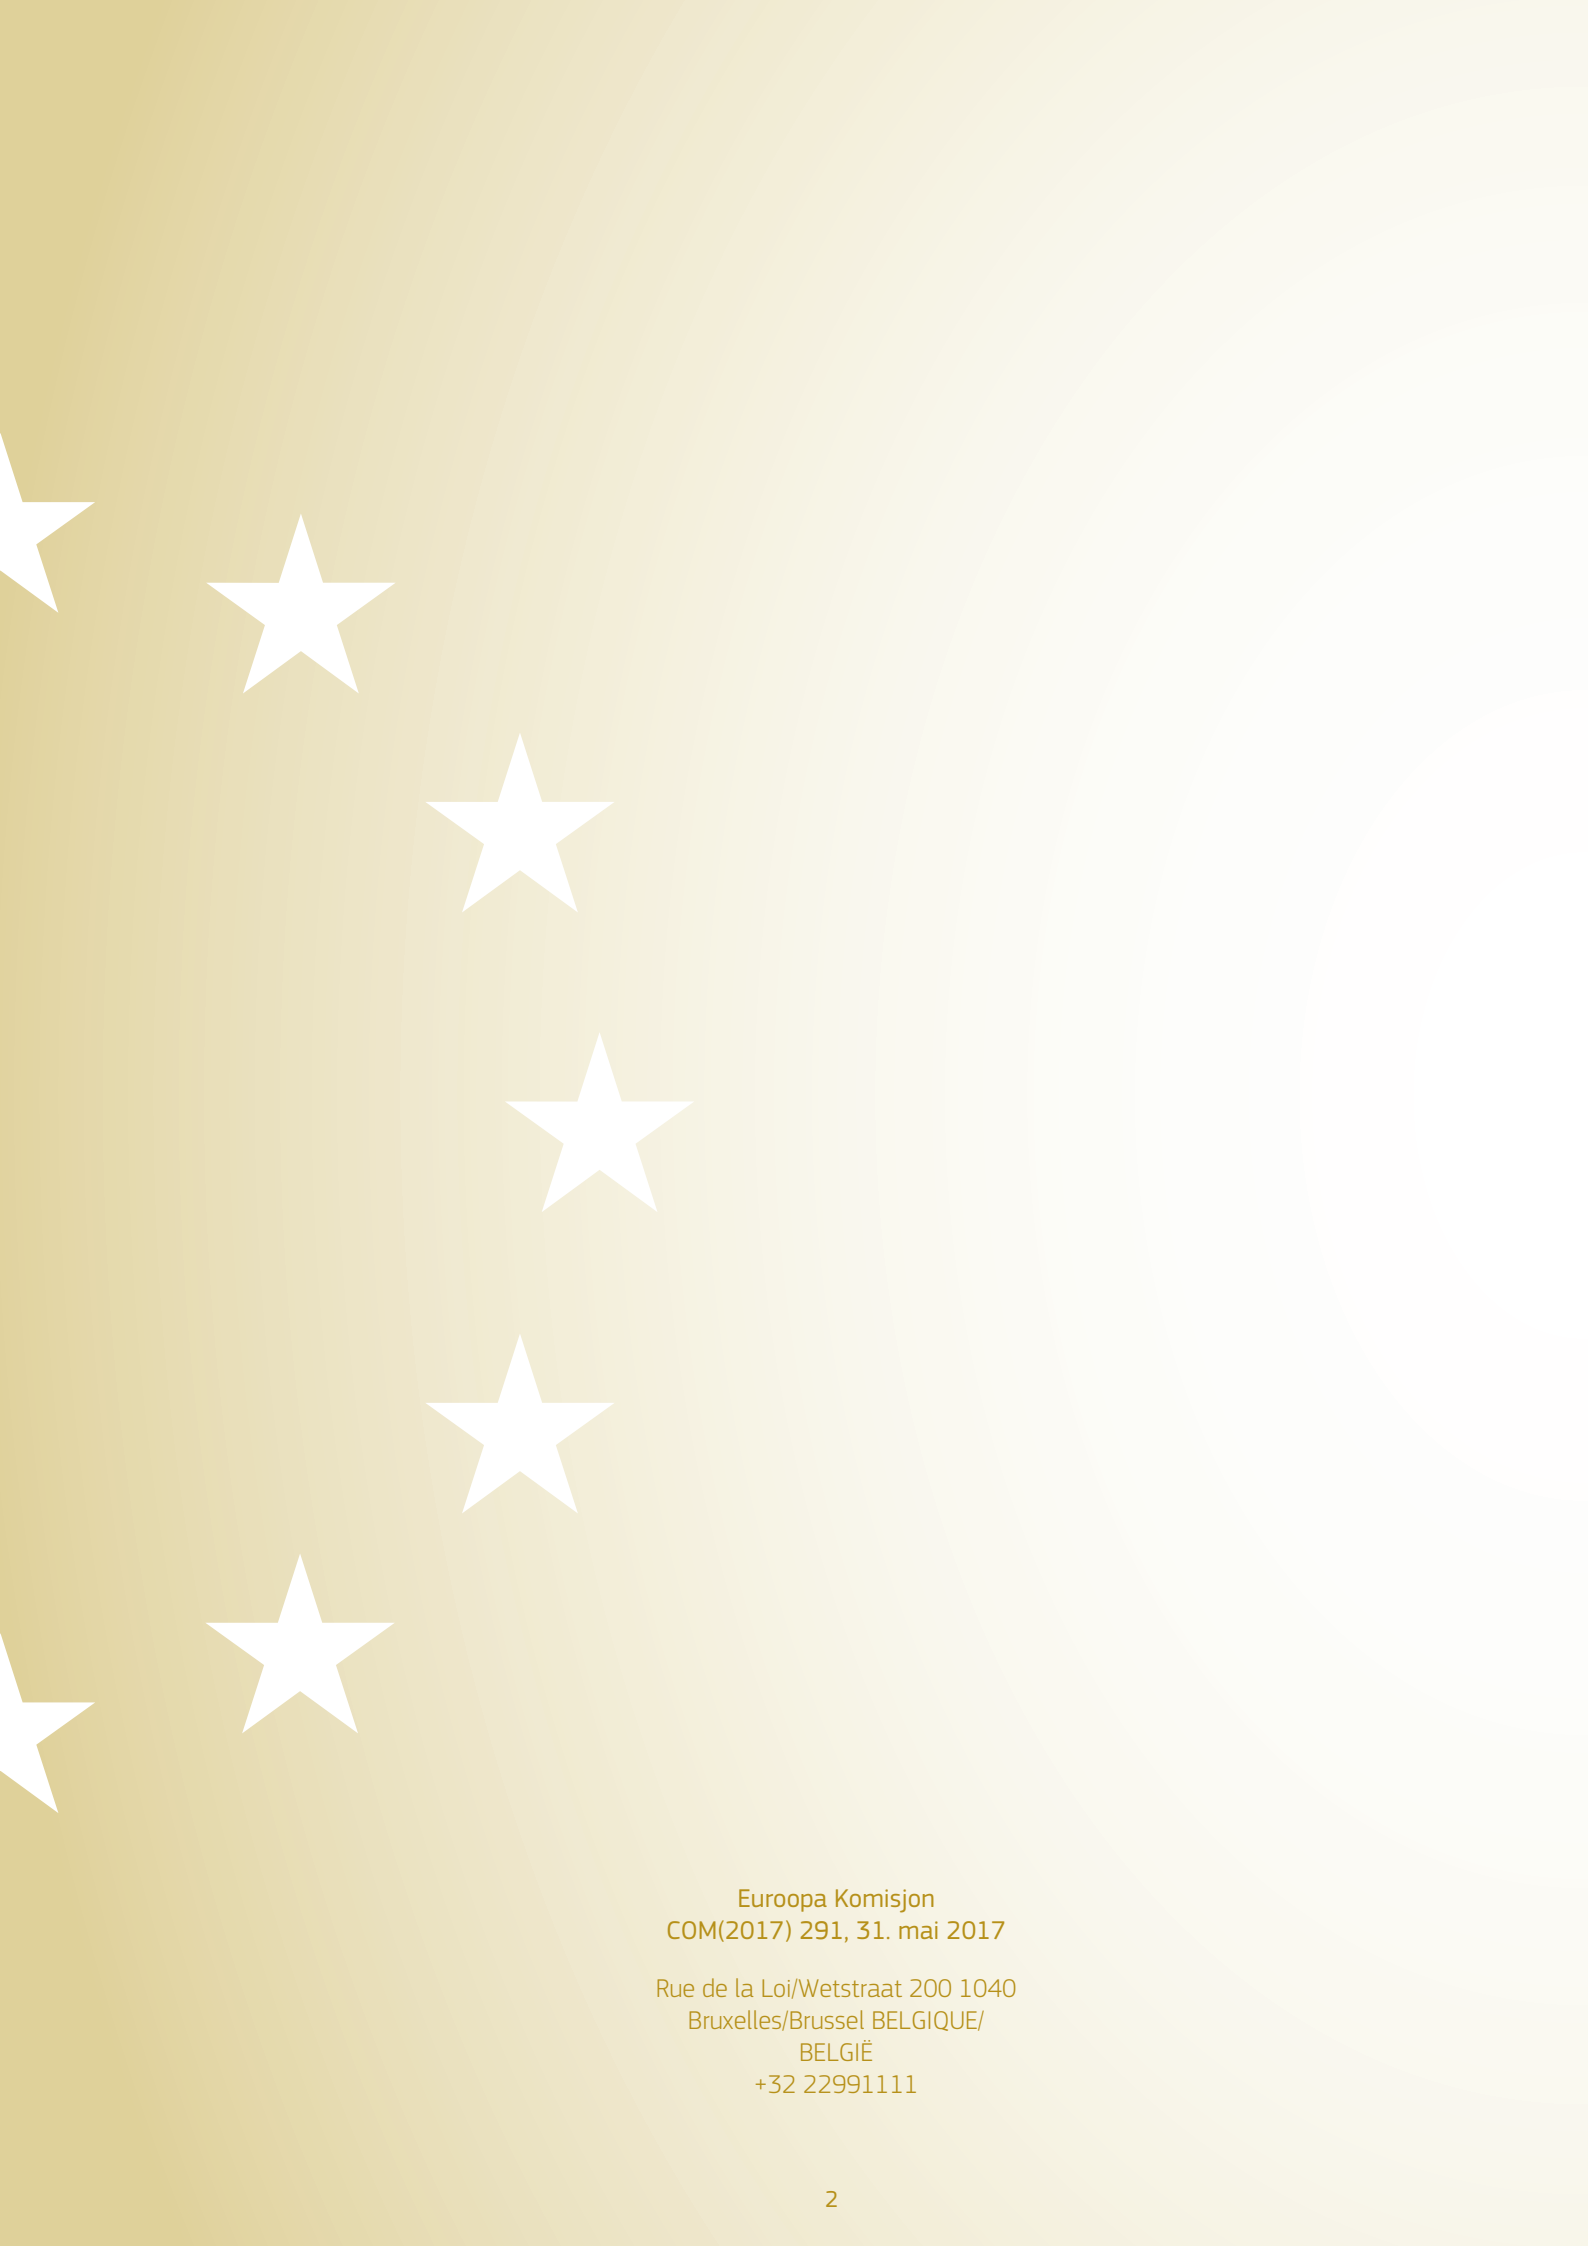 Euroopa Komisjon
COM(2017) 291, 31. mai 2017
Rue de la Loi/Wetstraat 200 1040
Bruxelles/Brussel BELGIQUE/
BELGIË
+32 22991111
2